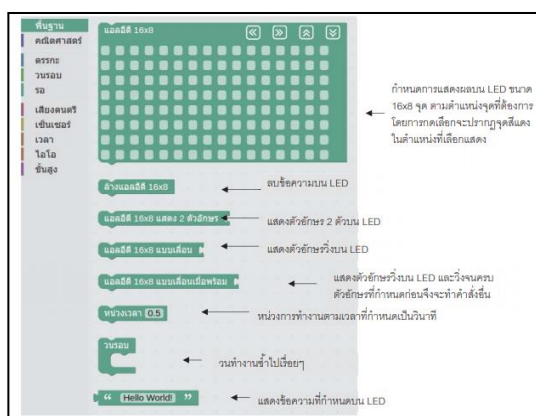 พื้นฐาน
คณิตศาสตร์
ตรรกะ
วนรอบ
รอ
เสียงดนตรี
เซ็นเซอร์
เวลา
ไอโอ
ขั้นสูง
แอลอีดี 16x8
กำหนดการแสดงผลบน LED ขนาด
16x8 จุด ตามตำแหน่งจุดที่ต้องการ
โดยการกดเลือกจะปรากฏจุดสีแดง
ในตำแหน่งที่เลือกแสดง
ล้างแอลอีดี 16x8
ลบข้อความบน LED
แอลอีดี 16x8 แสดง 2 ตัวอักษร
แสดงตัวอักษร 2 ตัวบน LED
แอลอีดี 16x8 แบบเลื่อน
แสดงตัวอักษรวิ่งบน LED
แอลอีดี 16x8 แบบเลื่อนเมื่อพร้อม
แสดงตัวอักษรวิ่งบน LED และวิ่งจนครบ
ตัวอักษรที่กำหนดก่อนจึงจะทำคำสั่งอื่น
หน่วงเวลา 0.5
หน่วงการทำงานตามเวลาที่กำหนดเป็นวินาที
วนรอบ
วนทำงานซ้ำไปเรื่อยๆ
“ Hello World! ”
แสดงข้อความที่กำหนดบน LED